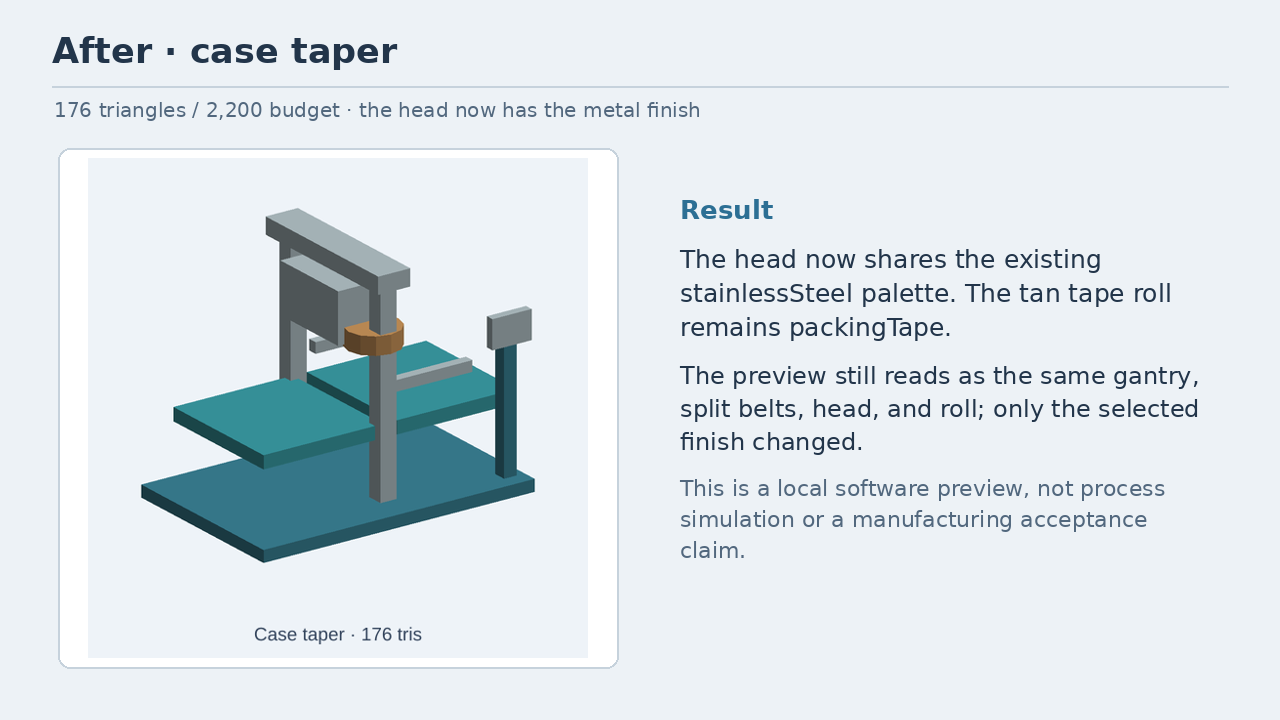 After · case taper
176 triangles / 2,200 budget · the head now has the metal finish
Case taper · 176 tris
Result
The head now shares the existing
stainlessSteel palette. The tan tape roll
remains packingTape.
The preview still reads as the same gantry,
split belts, head, and roll; only the selected
finish changed.
This is a local software preview, not process
simulation or a manufacturing acceptance
claim.